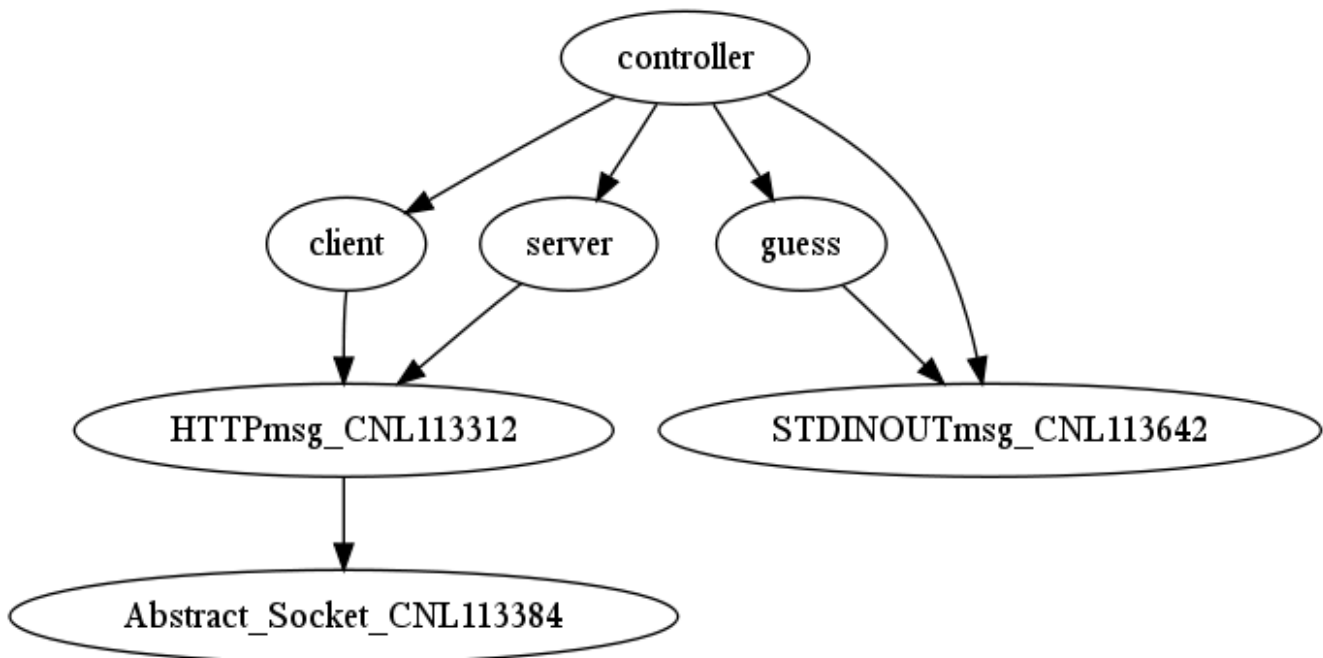 controller
client
server
guess
HTTPmsg_CNL113312
STDINOUTmsg_CNL113642
Abstract_Socket_CNL113384